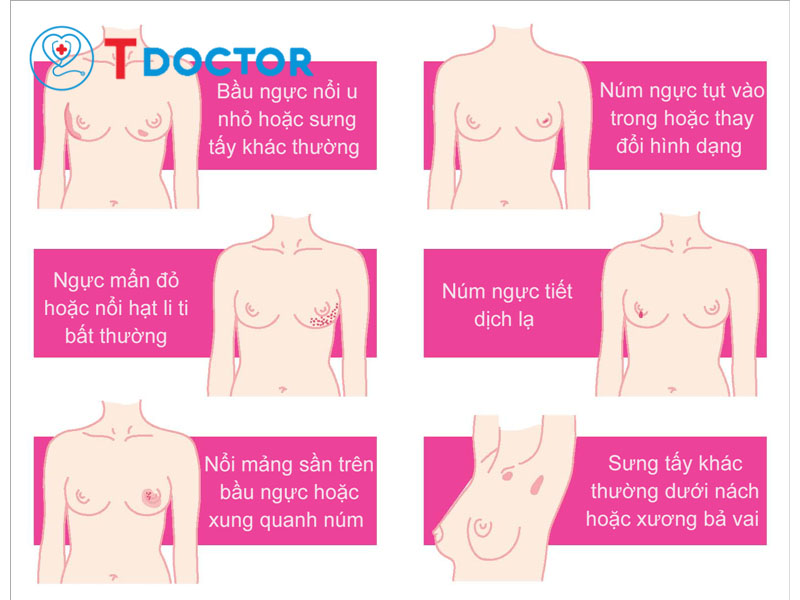 T DOCTOR
Bầu ngực nổi u
nhỏ hoặc sưng
tấy khác thường
Núm ngực tụt vào
trong hoặc thay
đổi hình dạng
Ngực mẩn đỏ
hoặc nổi hạt li ti
bất thường
Núm ngực tiết
dịch lạ
Nổi mảng sần trên
bầu ngực hoặc
xung quanh núm
Sưng tấy khác
thường dưới nách
hoặc xương bả vai